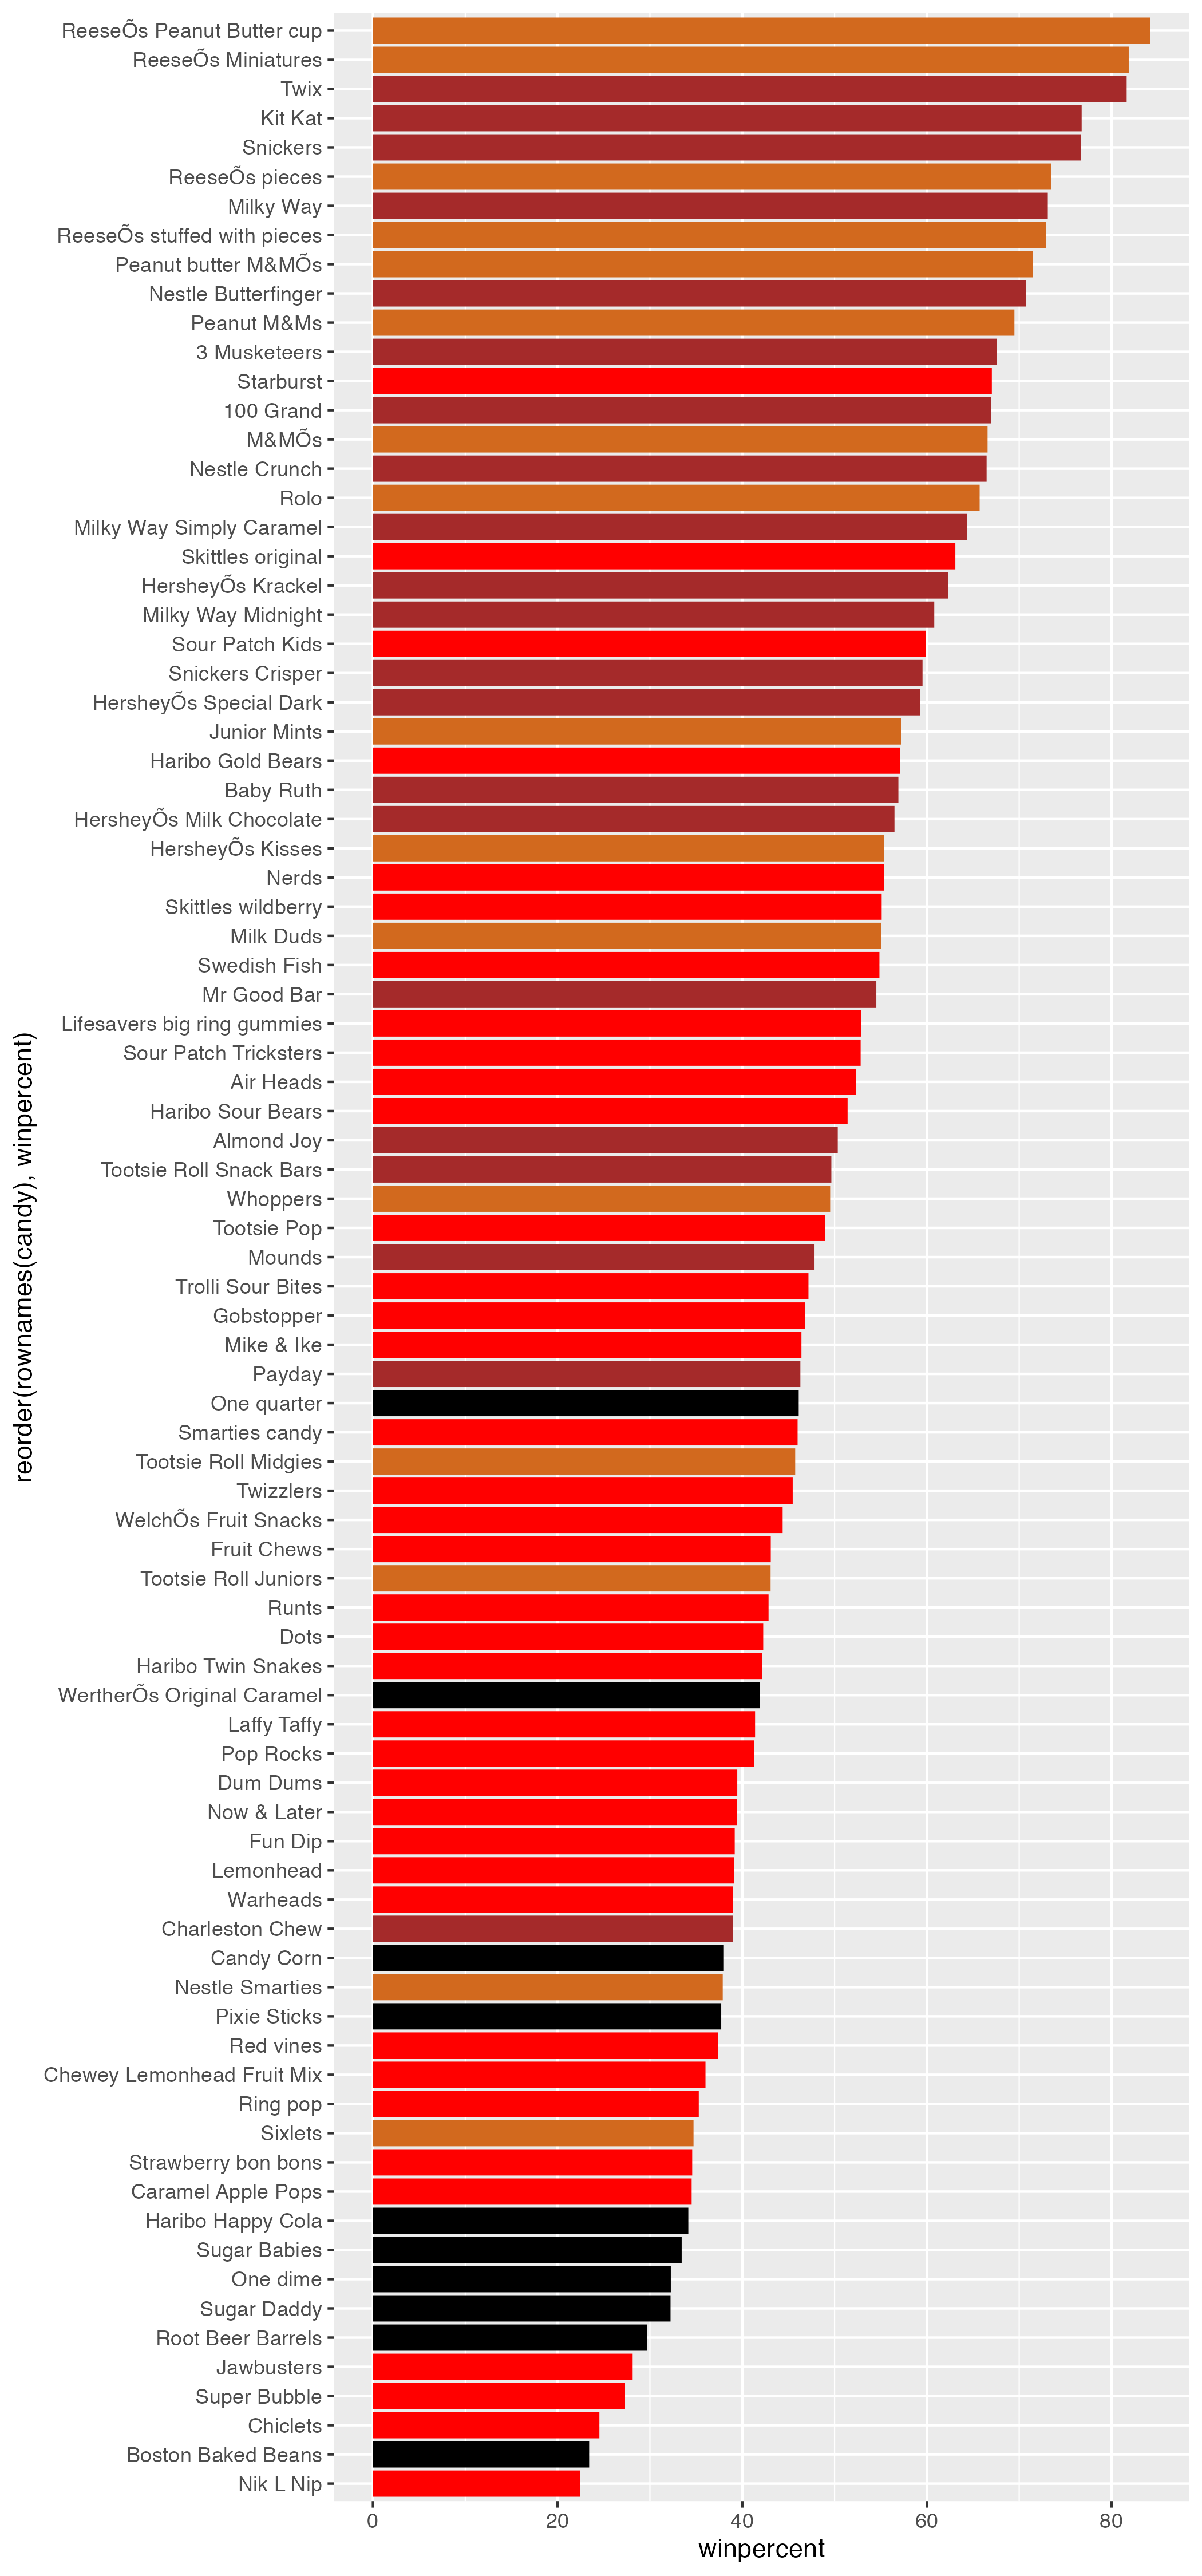 ReeseÕs Peanut Butter cup
ReeseÕs Miniatures
Twix
Kit Kat
Snickers
ReeseÕs pieces
Milky Way
ReeseÕs stuffed with pieces
Peanut butter M&MÕs
Nestle Butterfinger
Peanut M&Ms
3 Musketeers
Starburst
100 Grand
M&MÕs
Nestle Crunch
Rolo
Milky Way Simply Caramel
Skittles original
HersheyÕs Krackel
Milky Way Midnight
Sour Patch Kids
Snickers Crisper
HersheyÕs Special Dark
Junior Mints
Haribo Gold Bears
Baby Ruth
HersheyÕs Milk Chocolate
HersheyÕs Kisses
Nerds
Skittles wildberry
Milk Duds
Swedish Fish
Mr Good Bar
Lifesavers big ring gummies
Sour Patch Tricksters
Air Heads
Haribo Sour Bears
Almond Joy
Tootsie Roll Snack Bars
Whoppers
Tootsie Pop
Mounds
Trolli Sour Bites
Gobstopper
Mike & Ike
Payday
One quarter
Smarties candy
Tootsie Roll Midgies
Twizzlers
WelchÕs Fruit Snacks
Fruit Chews
Tootsie Roll Juniors
Runts
Dots
Haribo Twin Snakes
WertherÕs Original Caramel
Laffy Taffy
Pop Rocks
Dum Dums
Now & Later
Fun Dip
Lemonhead
Warheads
Charleston Chew
Candy Corn
Nestle Smarties
Pixie Sticks
Red vines
Chewey Lemonhead Fruit Mix
Ring pop
Sixlets
Strawberry bon bons
Caramel Apple Pops
Haribo Happy Cola
Sugar Babies
One dime
Sugar Daddy
Root Beer Barrels
Jawbusters
Super Bubble
Chiclets
Boston Baked Beans
Nik L Nip
reorder(rownames(candy), winpercent)
0 20 40 60 80
winpercent